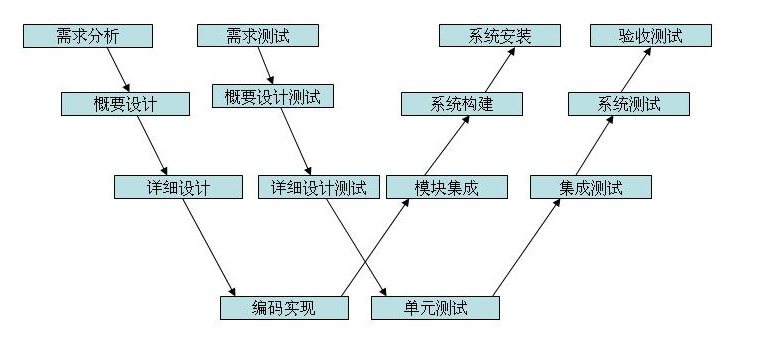 需求分析
需求测试
系统安装
验收测试
概要设计
概要设计测试
系统构建
系统测试
详细设计
详细设计测试
模块集成
集成测试
编码实现
单元测试